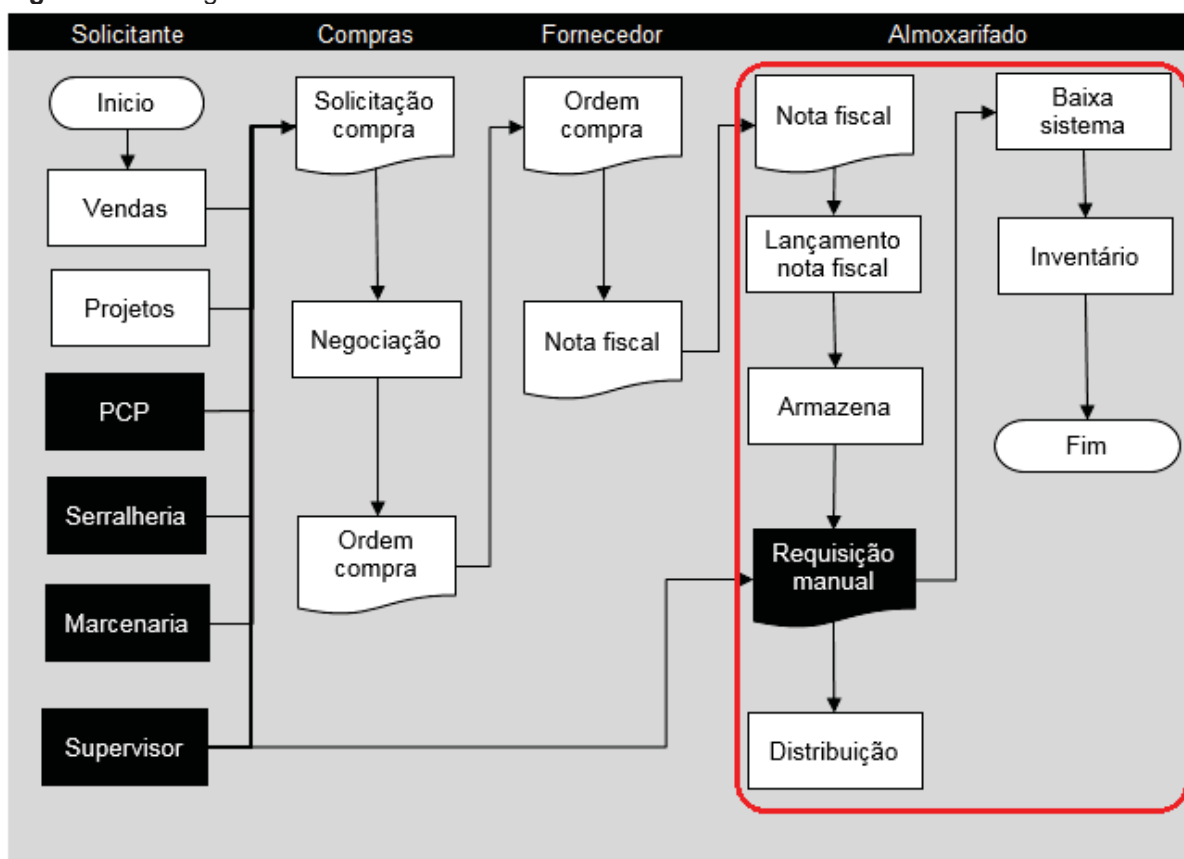 Solicitante
Compras
Fornecedor
Almoxarifado
Inicio
Vendas
Projetos
PCP
Serralheria
Marcenaria
Supervisor
Solicitação
compra
Negociação
Ordem
compra
Ordem
compra
Nota fiscal
Nota fiscal
Lançamento
nota fiscal
Armazena
Requisição
manual
Distribuição
Baixa
sistema
Inventário
Fim